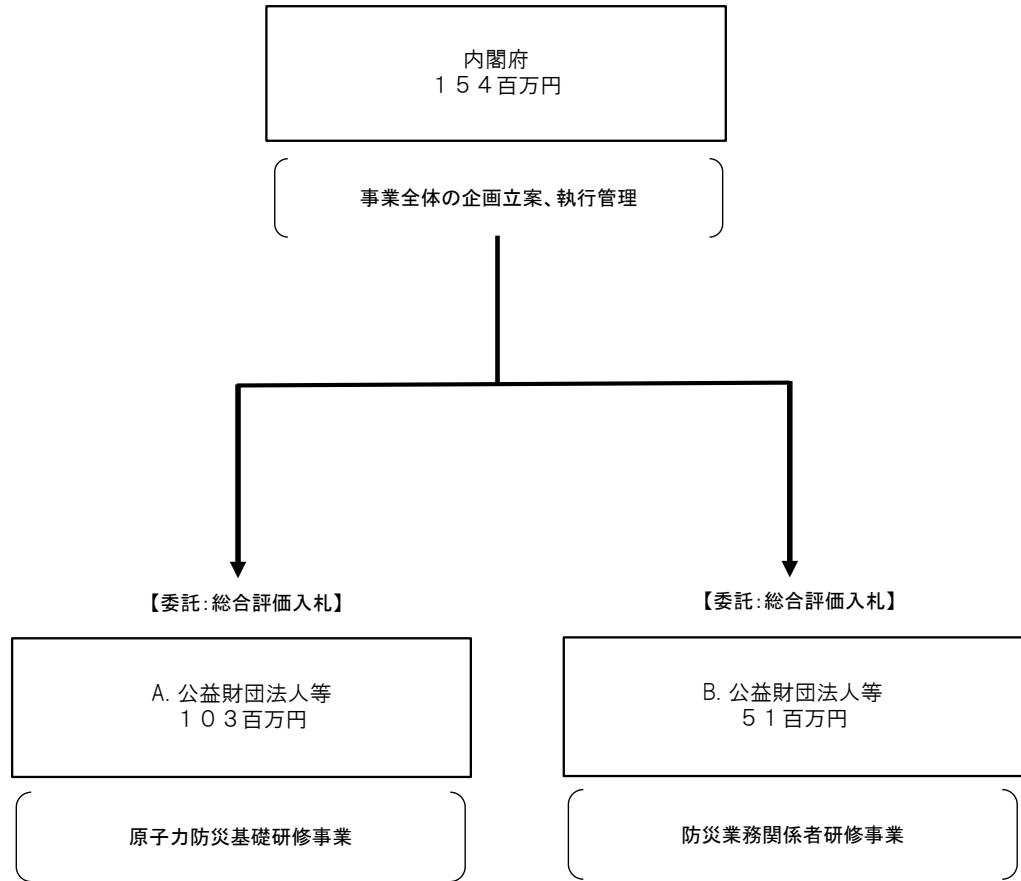 内閣府
１５４百万円
事業全体の企画立案、執行管理
【委託：総合評価入札】
A. 公益財団法人等
１０３百万円
原子力防災基礎研修事業
【委託：総合評価入札】
B. 公益財団法人等
５１百万円
防災業務関係者研修事業